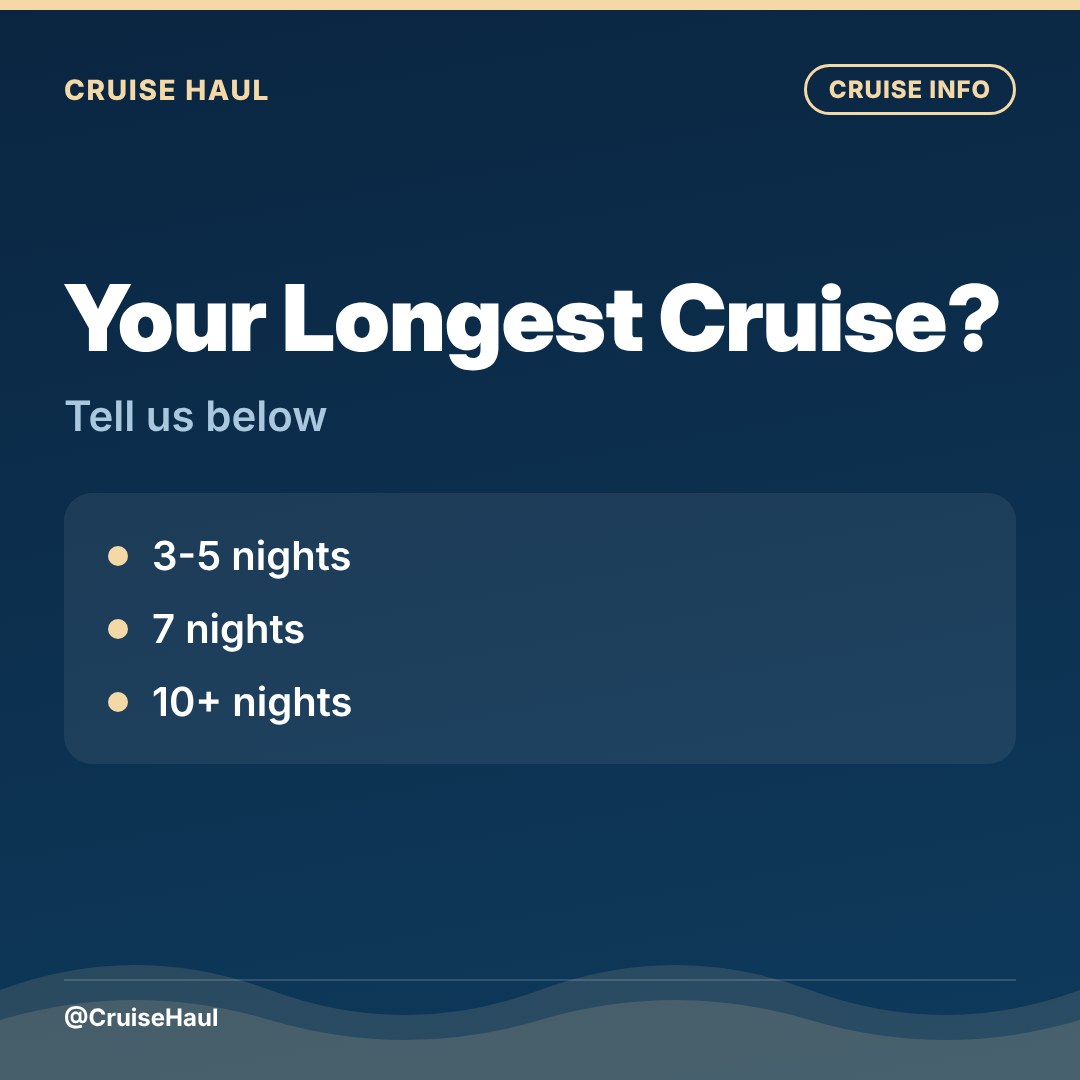 CRUISE HAUL
CRUISE INFO
Your Longest Cruise?
Tell us below
3-5 nights
7 nights
10+ nights
@CruiseHaul